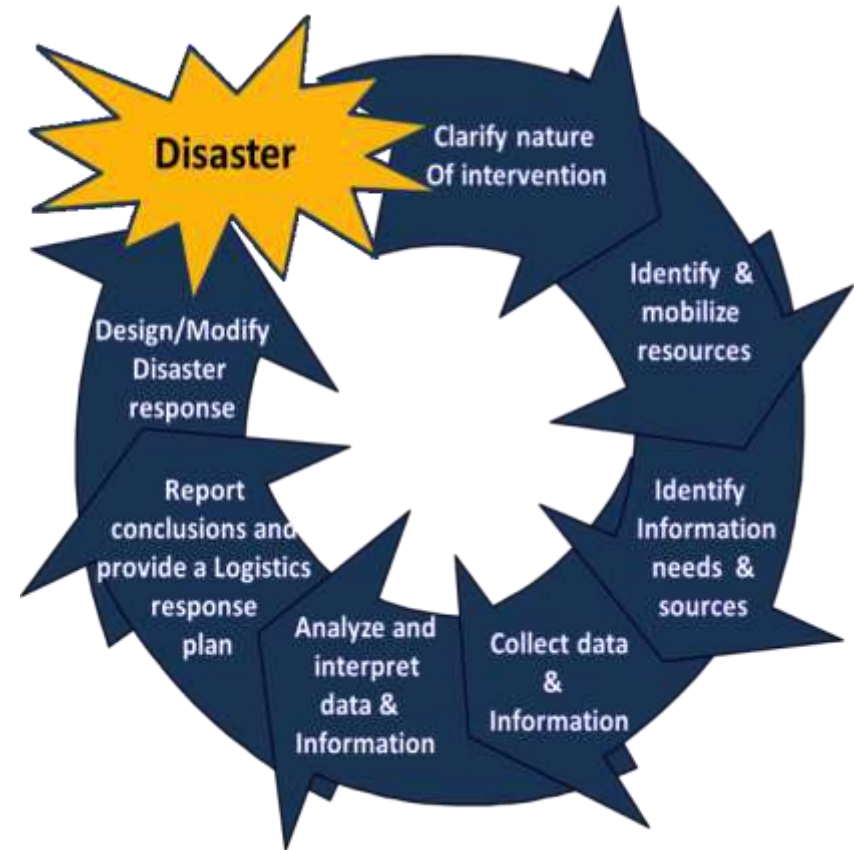 Disaster
Clarify nature
Of intervention
Identify &
mobilize
resources
Identify
Information
needs &
sources
Collect data
&
Information
Analyze and
interpret
data &
Information
Report
conclusions and
provide a Logistics
response
plan
Design/Modify
Disaster
response